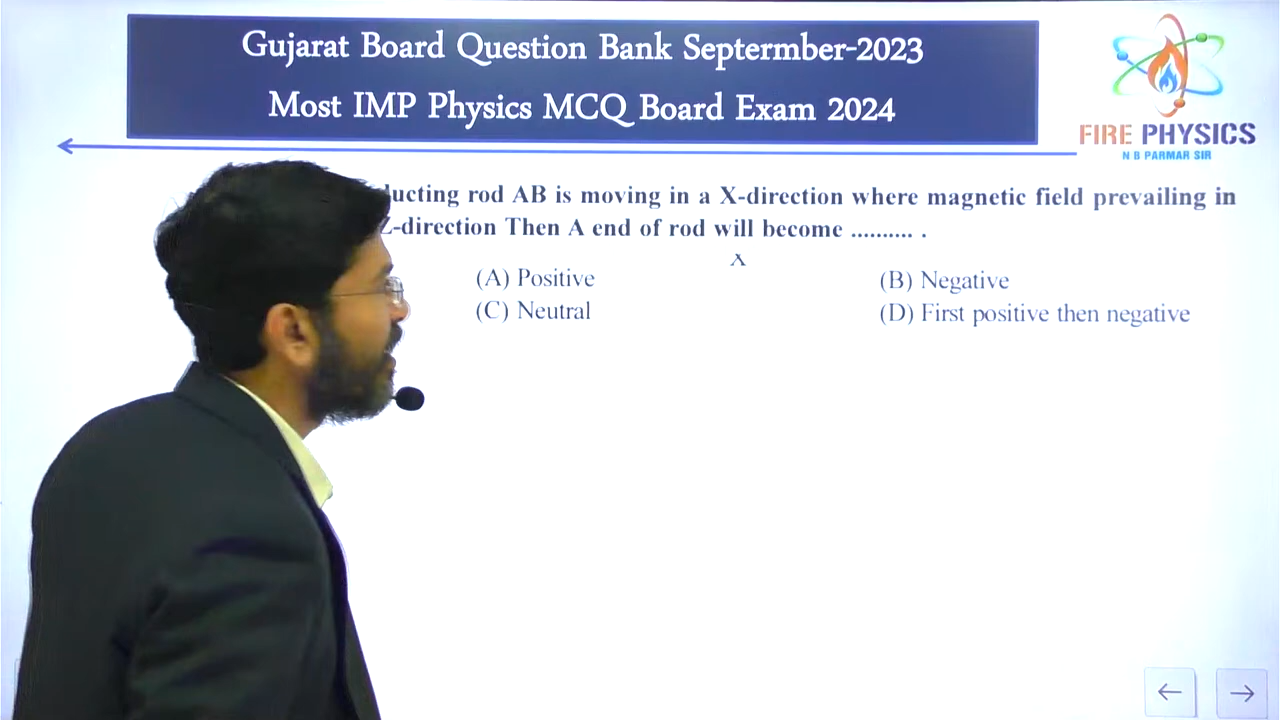 Gujarat Board Question Bank Septermber-2023
Most IMP Physics MCQ Board Exam 2024
FIRE PHYSICS
N B PARMAR SIR
rod AB is moving in a X-direction where magnetic field prevailing in
Z-direction Then A end of rod will become .......... .
X
(A) Positive
(B) Negative
(C) Neutral
(D) First positive then negative